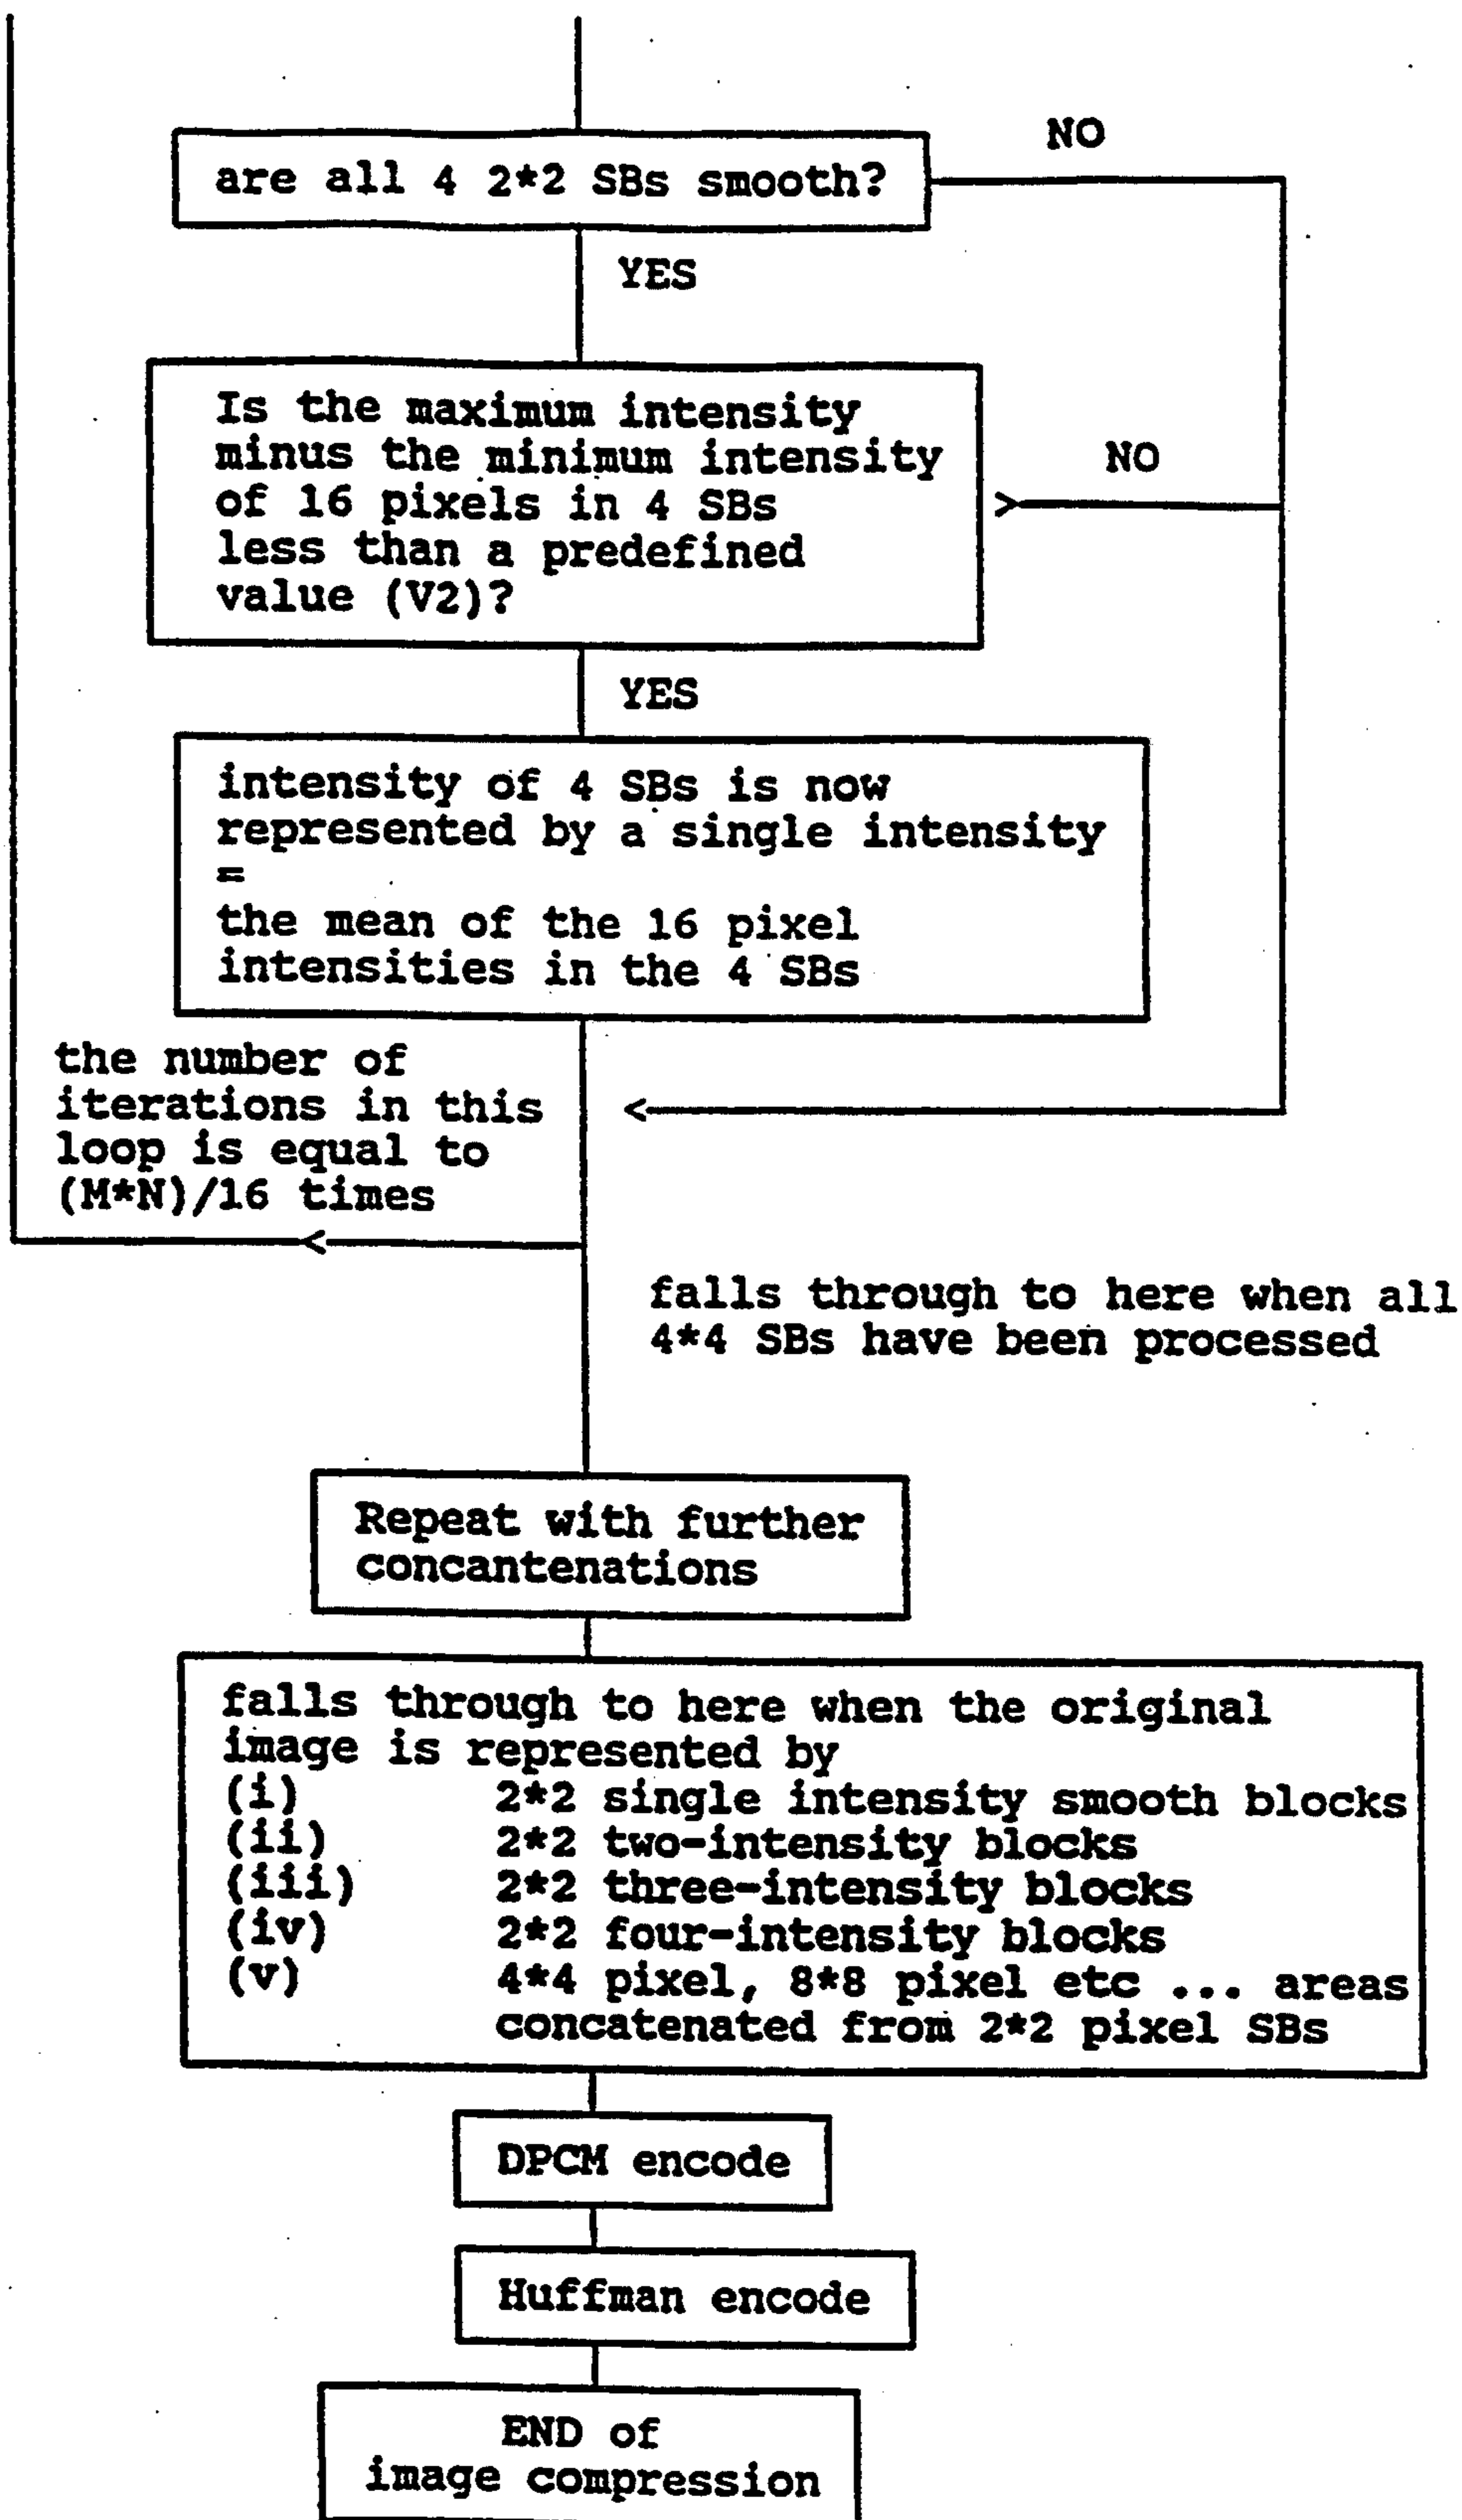 NO
are all 4 2*2 SBs smooth?
YES
Is the maximum intensity
minus the minimum intensity
of 16 pixels in 4 SBs
less than a predefined
value (V2)?
NO
YES
intensity of 4 SBs is now
represented by a single intensity
=
the mean of the 16 pixel
intensities in the 4 SBs
the number of
iterations in this
loop is equal to
(M*N)/16 times
falls through to here when all
4*4 SBs have been processed
Repeat with further
concantenations
falls through to here when the original
image is represented by
(i) 2*2 single intensity smooth blocks
(ii) 2*2 two-intensity blocks
(iii) 2*2 three-intensity blocks
(iv) 2*2 four-intensity blocks
(v) 4*4 pixel, 8*8 pixel etc ... areas
concatenated from 2*2 pixel SBs
DPCM encode
Huffman encode
END of
image compression